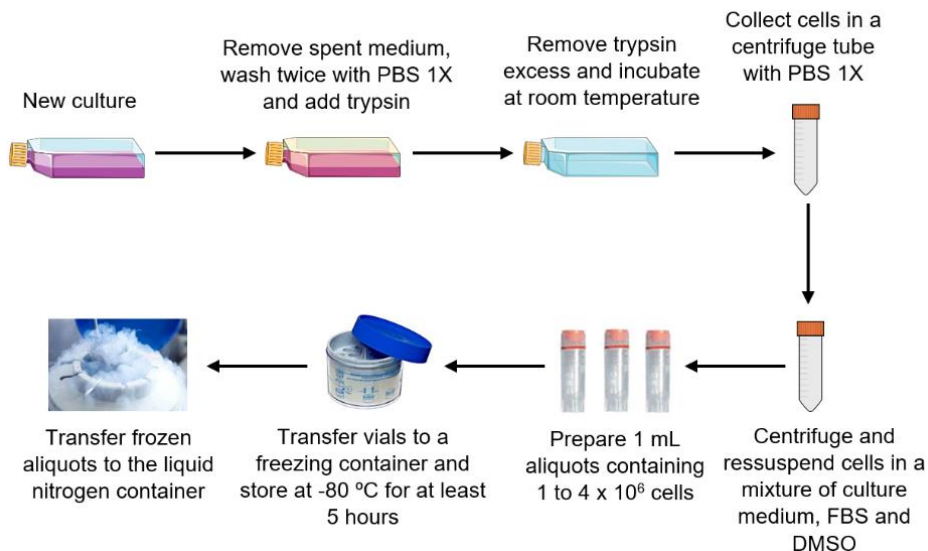 New culture
Remove spent medium,
wash twice with PBS 1X
and add trypsin
Remove trypsin
excess and incubate
at room temperature
Collect cells in a
centrifuge tube
with PBS 1X
Centrifuge and
ressuspend cells in a
mixture of culture
medium, FBS and
DMSO
Prepare 1 mL
aliquots containing
1 to 4 x 10⁶ cells
Transfer vials to a
freezing container and
store at -80 ºC for at least
5 hours
Transfer frozen
aliquots to the liquid
nitrogen container